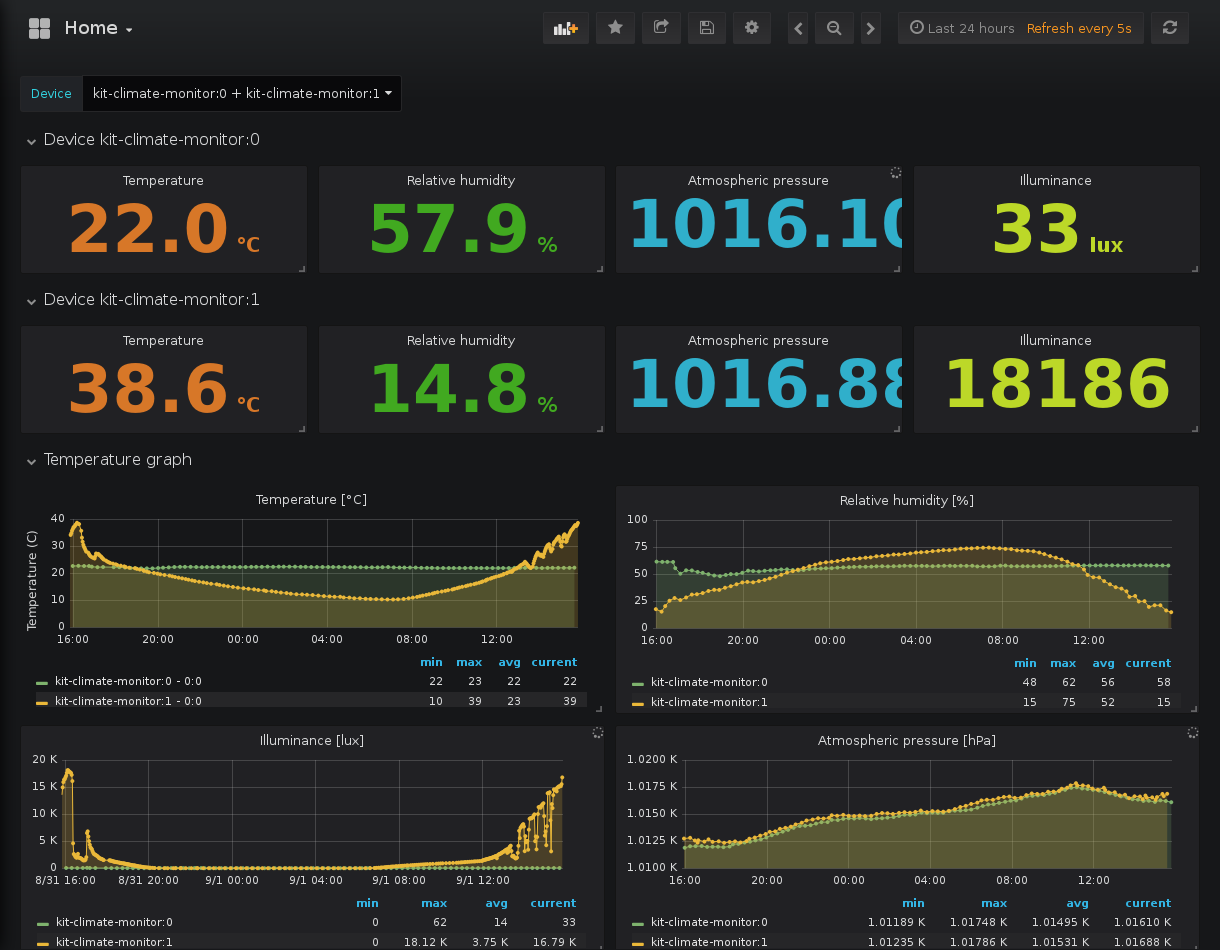 Home
Last 24 hours Refresh every 5s
Device kit-climate-monitor:0 + kit-climate-monitor:1
Device kit-climate-monitor:0
Temperature Relative humidity Atmospheric pressure Illuminance
22.0 °C 57.9 % 1016.10 33 lux
Device kit-climate-monitor:1
Temperature Relative humidity Atmospheric pressure Illuminance
38.6 °C 14.8 % 1016.88 18186
Temperature graph
Temperature [°C]
Temperature (C)
40
30
20
10
0
16:00 20:00 00:00 04:00 08:00 12:00
min max avg current
kit-climate-monitor:0 - 0:0 22 23 22 22
kit-climate-monitor:1 - 0:0 10 39 23 39
Relative humidity [%]
100
75
50
25
0
16:00 20:00 00:00 04:00 08:00 12:00
min max avg current
kit-climate-monitor:0 48 62 56 58
kit-climate-monitor:1 15 75 52 15
Illuminance [lux]
20 K
15 K
10 K
5 K
0
8/31 16:00 8/31 20:00 9/1 00:00 9/1 04:00 9/1 08:00 9/1 12:00
min max avg current
kit-climate-monitor:0 0 62 14 33
kit-climate-monitor:1 0 18.12 K 3.75 K 16.79 K
Atmospheric pressure [hPa]
1.0200 K
1.0175 K
1.0150 K
1.0125 K
1.0100 K
16:00 20:00 00:00 04:00 08:00 12:00
min max avg current
kit-climate-monitor:0 1.01189 K 1.01748 K 1.01495 K 1.01610 K
kit-climate-monitor:1 1.01235 K 1.01786 K 1.01531 K 1.01688 K